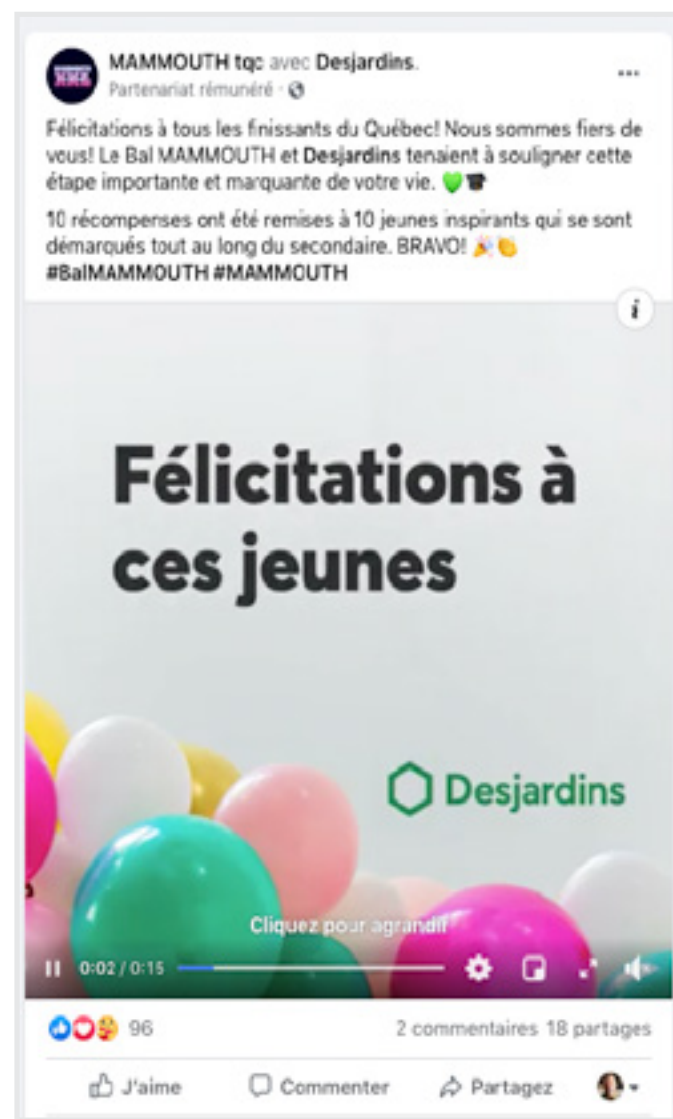 MAMMOUTH tqc avec Desjardins.
Partenariat rémunéré ·
Félicitations à tous les finissants du Québec! Nous sommes fiers de
vous! Le Bal MAMMOUTH et Desjardins tenaient à souligner cette
étape importante et marquante de votre vie. 💚🎓
10 récompenses ont été remises à 10 jeunes inspirants qui se sont
démarqués tout au long du secondaire. BRAVO! 🎉👏
#BalMAMMOUTH #MAMMOUTH
i
Félicitations à
ces jeunes
Desjardins
Cliquez pour agrandir
0:02 / 0:15
96 2 commentaires 18 partages
J'aime Commenter Partagez